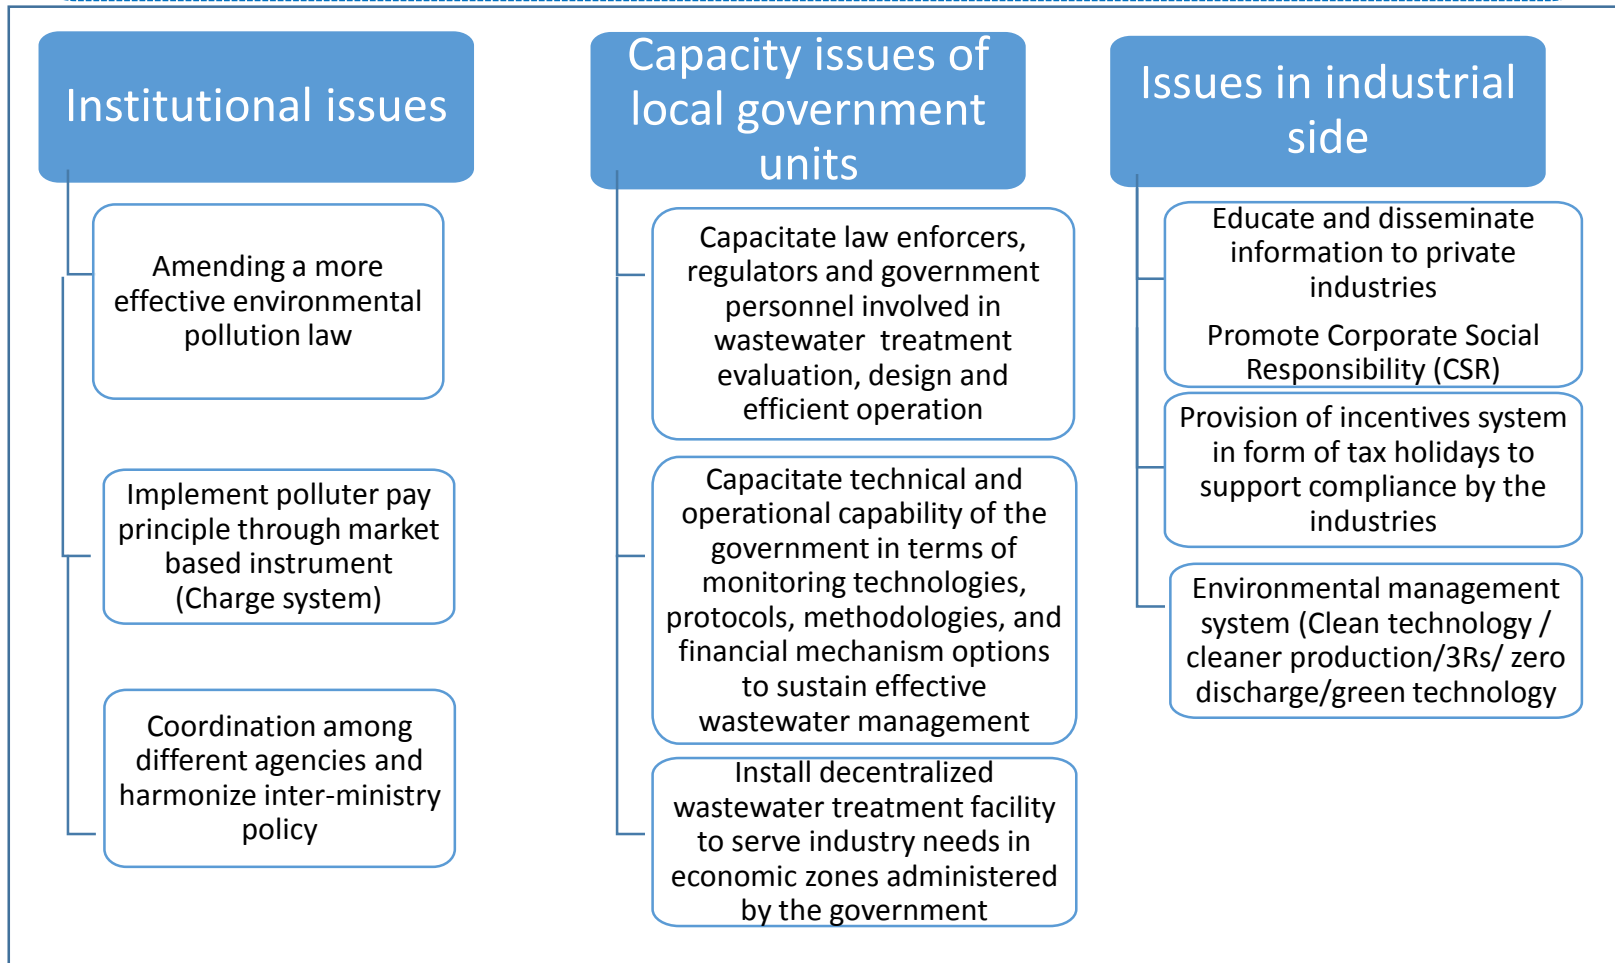 Institutional issues
Amending a more
effective environmental
pollution law
Implement polluter pay
principle through market
based instrument
(Charge system)
Coordination among
different agencies and
harmonize inter-ministry
policy
Capacity issues of
local government
units
Capacitate law enforcers,
regulators and government
personnel involved in
wastewater treatment
evaluation, design and
efficient operation
Capacitate technical and
operational capability of the
government in terms of
monitoring technologies,
protocols, methodologies, and
financial mechanism options
to sustain effective
wastewater management
Install decentralized
wastewater treatment facility
to serve industry needs in
economic zones administered
by the government
Issues in industrial
side
Educate and disseminate
information to private
industries
Promote Corporate Social
Responsibility (CSR)
Provision of incentives system
in form of tax holidays to
support compliance by the
industries
Environmental management
system (Clean technology /
cleaner production/3Rs/ zero
discharge/green technology